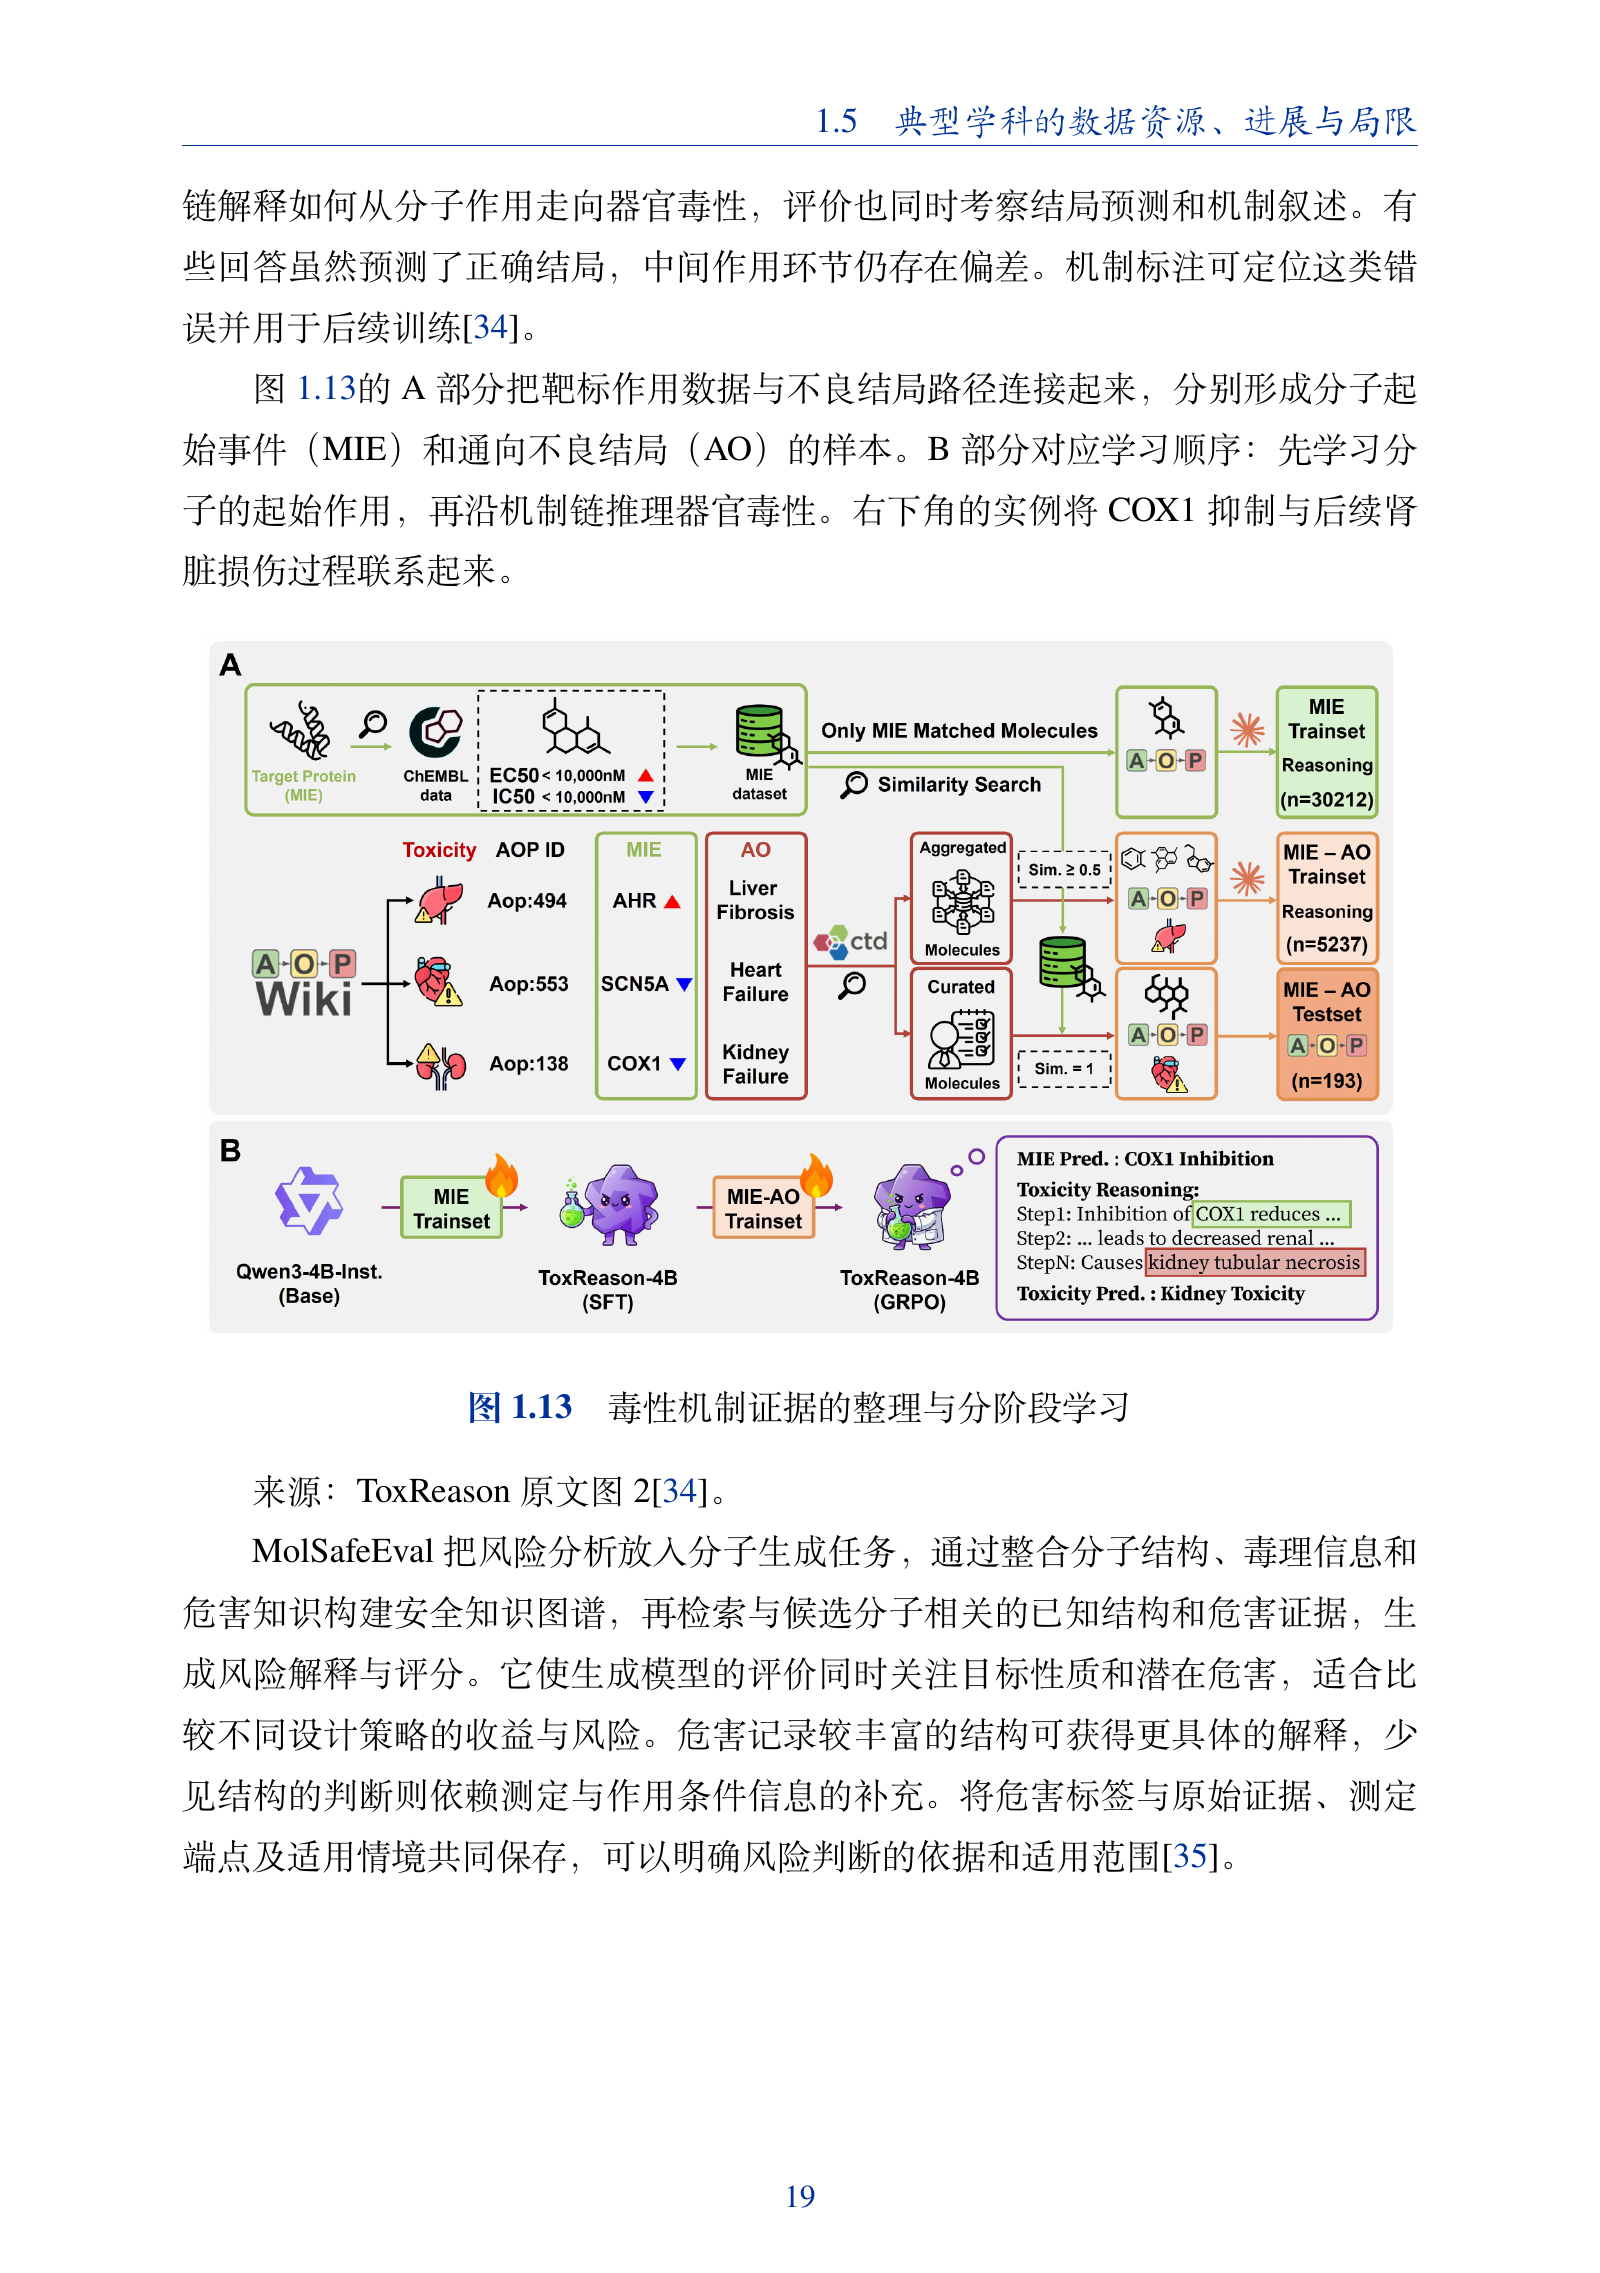 1.5 典型学科的数据资源、进展与局限
链解释如何从分子作用走向器官毒性，评价也同时考察结局预测和机制叙述。有
些回答虽然预测了正确结局，中间作用环节仍存在偏差。机制标注可定位这类错
误并用于后续训练[34]。
图 1.13的 A 部分把靶标作用数据与不良结局路径连接起来，分别形成分子起
始事件（MIE）和通向不良结局（AO）的样本。B 部分对应学习顺序：先学习分
子的起始作用，再沿机制链推理器官毒性。右下角的实例将 COX1 抑制与后续肾
脏损伤过程联系起来。
A
Target Protein
(MIE)
ChEMBL
data
EC50 < 10,000nM
IC50 < 10,000nM
MIE
dataset
Only MIE Matched Molecules
Similarity Search
A-O-P
MIE
Trainset
Reasoning
(n=30212)
Toxicity AOP ID MIE AO
A-O-P
Wiki
Aop:494 AHR Liver
Fibrosis
Aop:553 SCN5A Heart
Failure
Aop:138 COX1 Kidney
Failure
ctd
Aggregated
Molecules
Curated
Molecules
Sim. ≥ 0.5
Sim. = 1
A-O-P
A-O-P
MIE – AO
Trainset
Reasoning
(n=5237)
MIE – AO
Testset
A-O-P
(n=193)
B
Qwen3-4B-Inst.
(Base)
MIE
Trainset
ToxReason-4B
(SFT)
MIE-AO
Trainset
ToxReason-4B
(GRPO)
MIE Pred. : COX1 Inhibition
Toxicity Reasoning:
Step1: Inhibition of COX1 reduces ...
Step2: ... leads to decreased renal ...
StepN: Causes kidney tubular necrosis
Toxicity Pred. : Kidney Toxicity
图 1.13 毒性机制证据的整理与分阶段学习
来源：ToxReason 原文图 2[34]。
MolSafeEval 把风险分析放入分子生成任务，通过整合分子结构、毒理信息和
危害知识构建安全知识图谱，再检索与候选分子相关的已知结构和危害证据，生
成风险解释与评分。它使生成模型的评价同时关注目标性质和潜在危害，适合比
较不同设计策略的收益与风险。危害记录较丰富的结构可获得更具体的解释，少
见结构的判断则依赖测定与作用条件信息的补充。将危害标签与原始证据、测定
端点及适用情境共同保存，可以明确风险判断的依据和适用范围[35]。
19